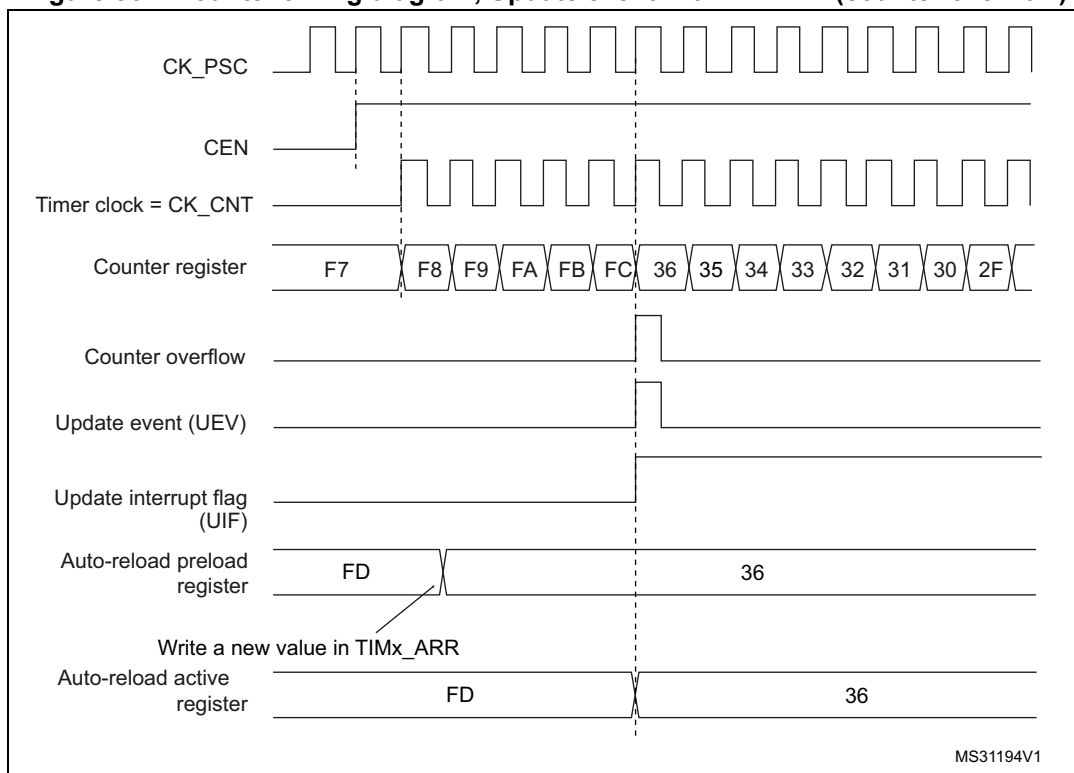 CK_PSC
CEN
Timer clock = CK_CNT
Counter register F7 F8 F9 FA FB FC 36 35 34 33 32 31 30 2F
Counter overflow
Update event (UEV)
Update interrupt flag
(UIF)
Auto-reload preload
register
FD 36
Write a new value in TIMx_ARR
Auto-reload active
register
FD 36
MS31194V1